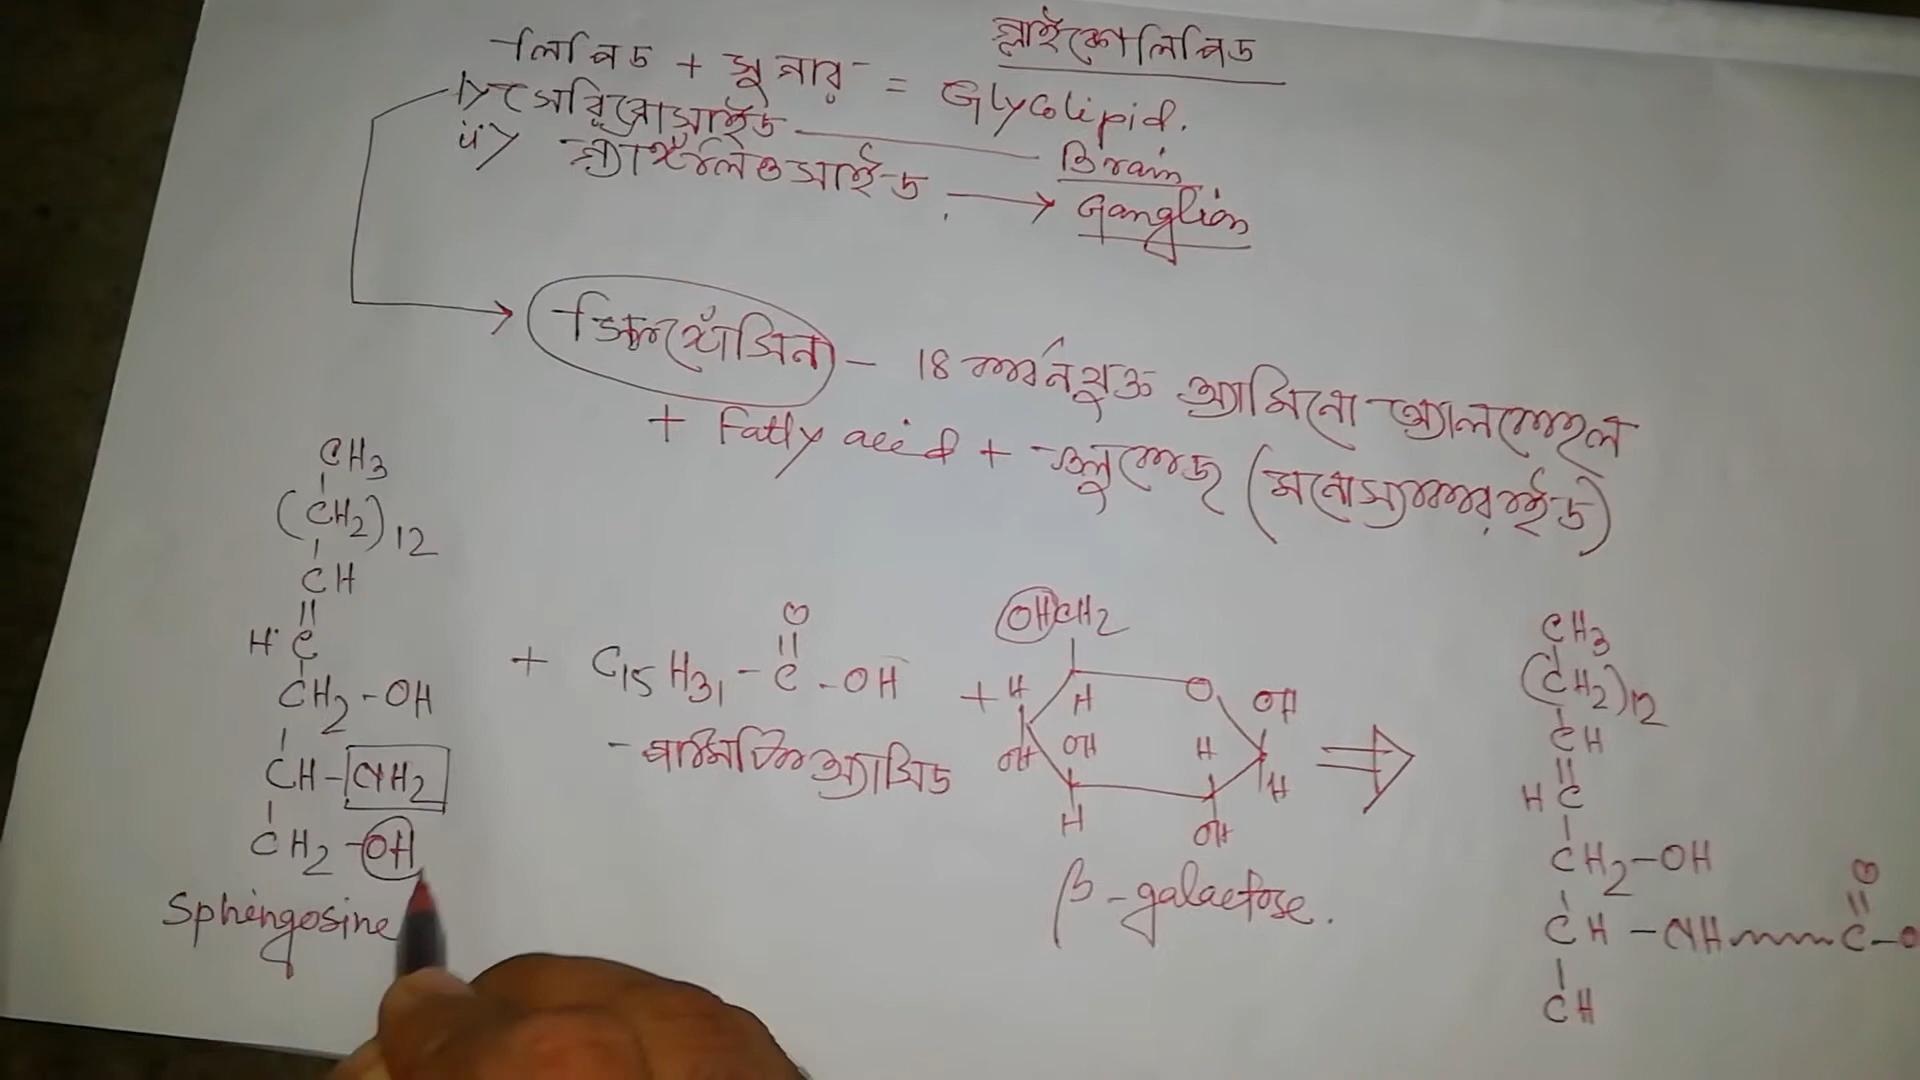 গ্লাইকোলিপিড
লিপিড + সুগার = Glycolipid.
i> সেরিব্রোসাইড — Brain
ii> গ্যাংলিওসাইড. → Ganglion
স্ফিংগোসিন – 18 কার্বনযুক্ত অ্যামিনো অ্যালকোহল
+ Fatty acid + গ্লুকোজ (মনোস্যাকারাইড)
CH3
(CH2)12
CH
||
H C
CH2-OH
CH-NH2
CH2-OH
Sphingosine
+ C15H31-C-OH
||
O
পামিটিক অ্যাসিড
+
OHCH2
O
H H OH
OH OH H H
H OH
β-galactose.
⇒
CH3
(CH2)12
CH
||
H C
CH2-OH
O
||
CH-NH C-O
CH